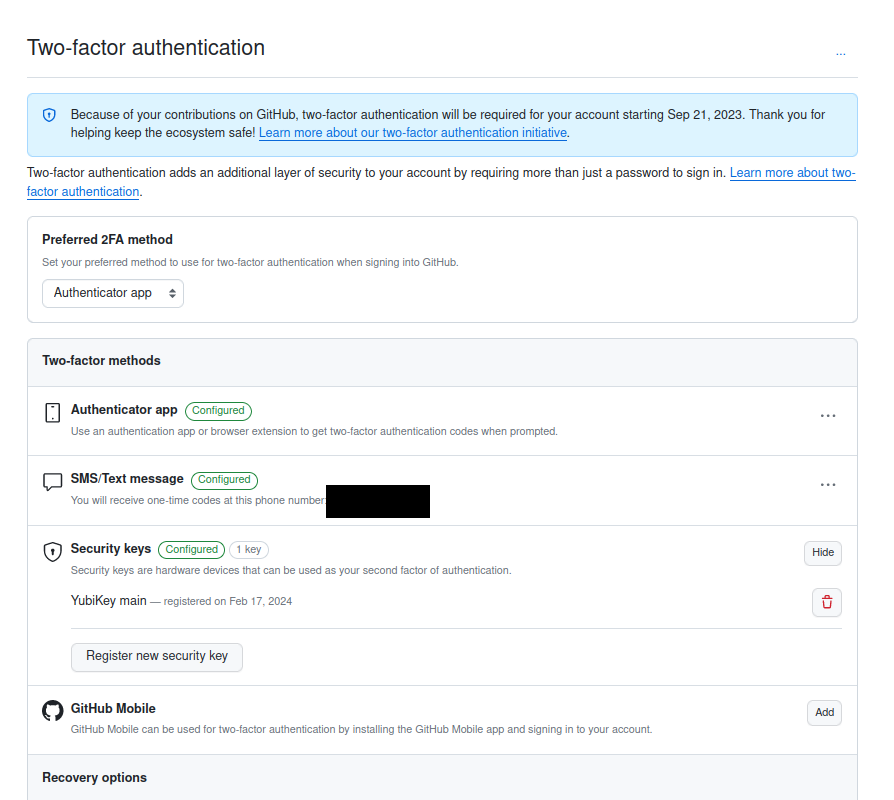 Two-factor authentication
...
Because of your contributions on GitHub, two-factor authentication will be required for your account starting Sep 21, 2023. Thank you for
helping keep the ecosystem safe! Learn more about our two-factor authentication initiative.
Two-factor authentication adds an additional layer of security to your account by requiring more than just a password to sign in. Learn more about two-
factor authentication.
Preferred 2FA method
Set your preferred method to use for two-factor authentication when signing into GitHub.
Authenticator app
Two-factor methods
Authenticator app Configured
Use an authentication app or browser extension to get two-factor authentication codes when prompted.
SMS/Text message Configured
You will receive one-time codes at this phone number:
Security keys Configured 1 key
Hide
Security keys are hardware devices that can be used as your second factor of authentication.
YubiKey main — registered on Feb 17, 2024
Register new security key
GitHub Mobile
Add
GitHub Mobile can be used for two-factor authentication by installing the GitHub Mobile app and signing in to your account.
Recovery options